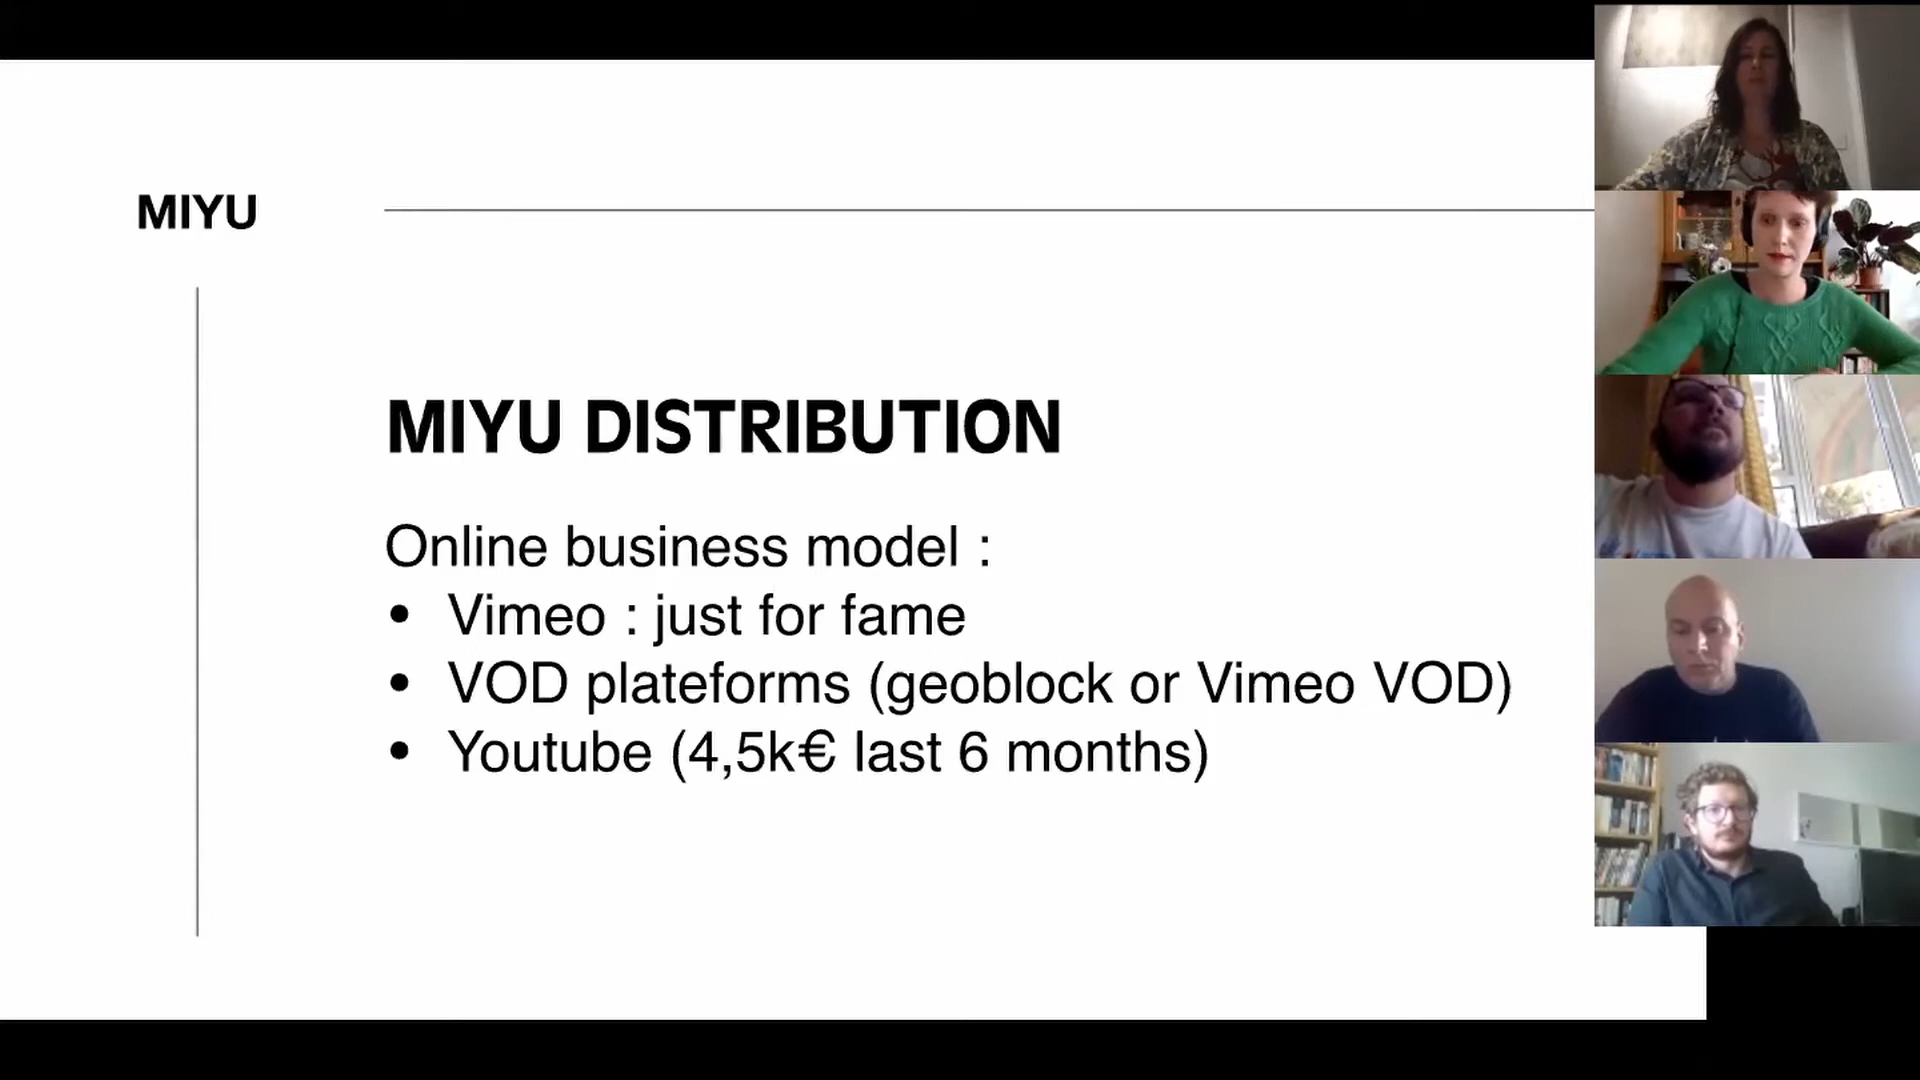 MIYU
MIYU DISTRIBUTION
Online business model :
• Vimeo : just for fame
• VOD plateforms (geoblock or Vimeo VOD)
• Youtube (4,5k€ last 6 months)